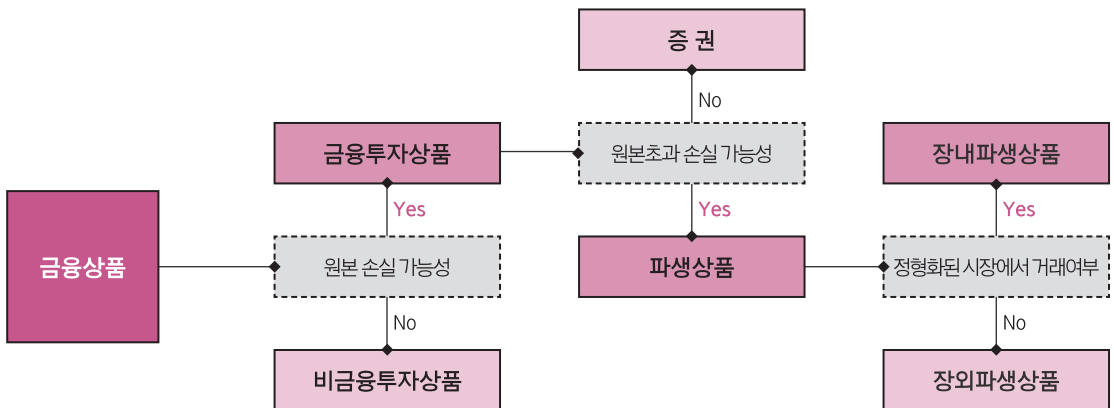 증 권
No
금융투자상품
원본초과 손실 가능성
장내파생상품
Yes
Yes
Yes
금융상품
원본 손실 가능성
파생상품
정형화된 시장에서 거래여부
No
No
비금융투자상품
장외파생상품